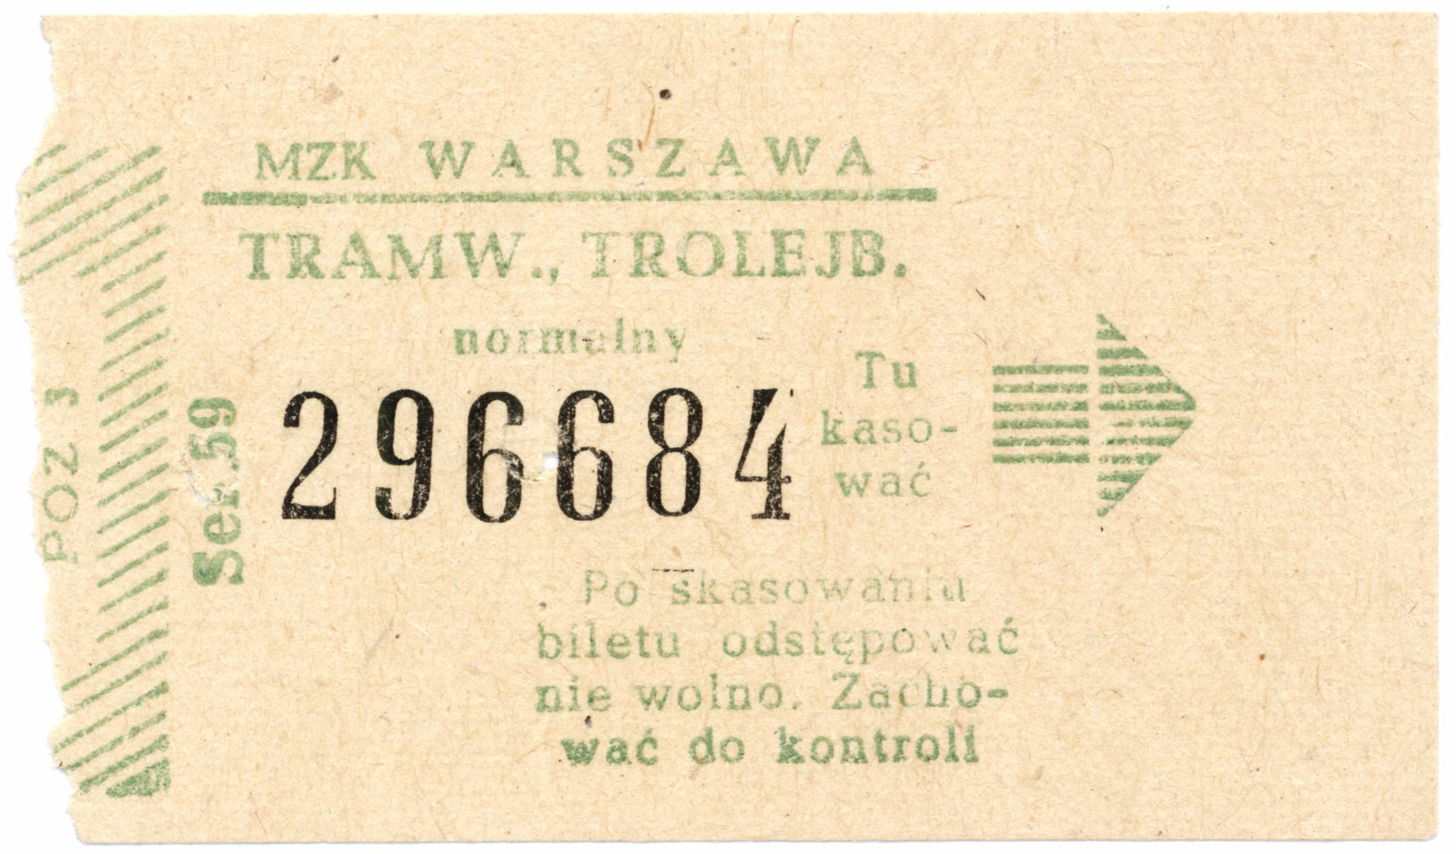 MZK WARSZAWA
TRAMW., TROLEJB.
normalny
296684
Tu
kaso-
wać
Po skasowaniu
biletu odstępować
nie wolno. Zacho-
wać do kontroli
Ser.59
POZ 3